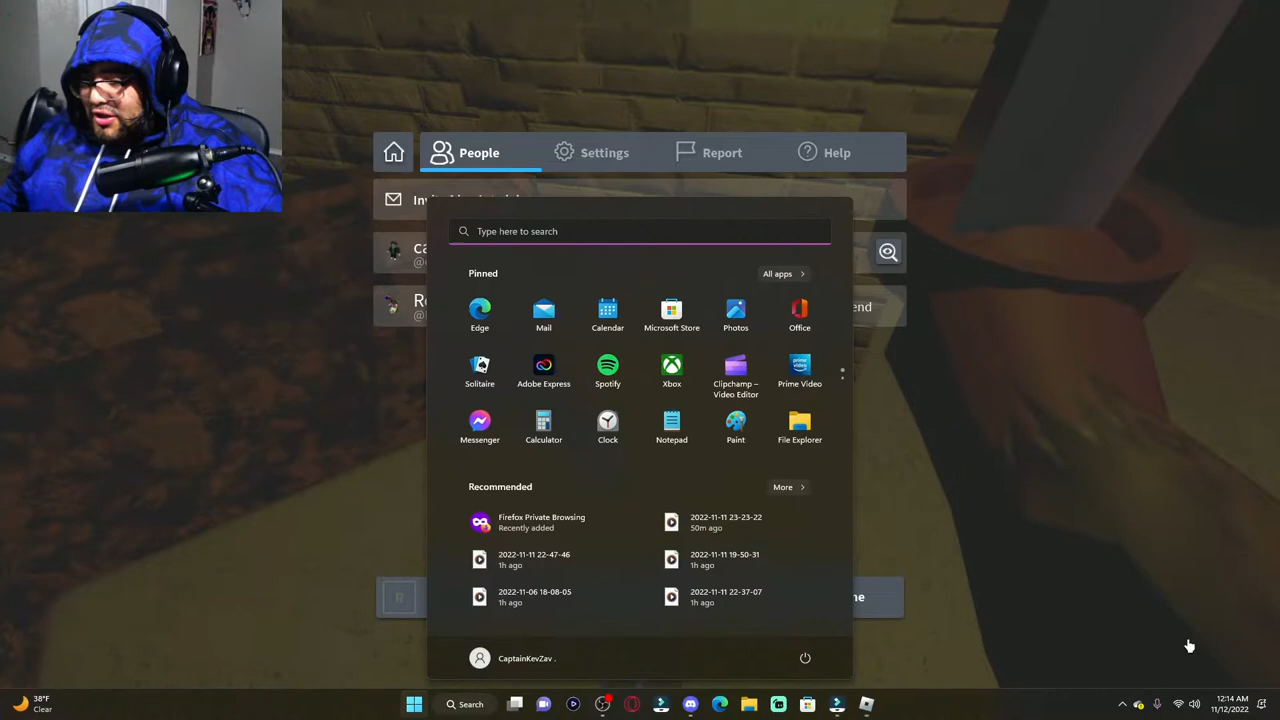 People
Settings
Report
Help
Type here to search
Pinned
All apps
Edge
Mail
Calendar
Microsoft Store
Photos
Office
Solitaire
Adobe Express
Spotify
Xbox
Clipchamp –
Video Editor
Prime Video
Messenger
Calculator
Clock
Notepad
Paint
File Explorer
Recommended
More
Firefox Private Browsing
Recently added
2022-11-11 23-23-22
50m ago
2022-11-11 22-47-46
1h ago
2022-11-11 19-50-31
1h ago
2022-11-06 18-08-05
1h ago
2022-11-11 22-37-07
1h ago
CaptainKevZav .
R
38°F
Clear
Search
12:14 AM
11/12/2022